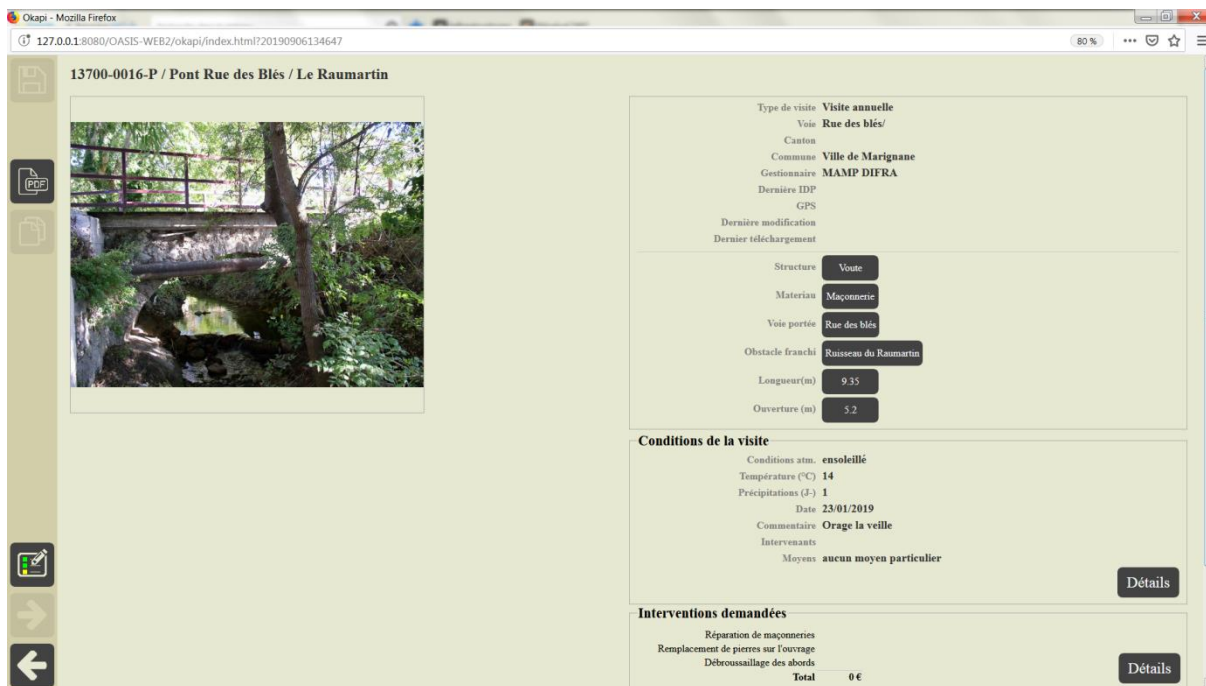 Okapi - Mozilla Firefox
127.0.0.1:8080/OASIS-WEB2/okapi/index.html?20190906134647
80 %
13700-0016-P / Pont Rue des Blés / Le Raumartin
PDF
Type de visite Visite annuelle
Voie Rue des blés/
Canton
Commune Ville de Marignane
Gestionnaire MAMP DIFRA
Dernière IDP
GPS
Dernière modification
Dernier téléchargement
Structure Voute
Materiau Maçonnerie
Voie portée Rue des blés
Obstacle franchi Ruisseau du Raumartin
Longueur(m) 9.35
Ouverture (m) 5.2
Conditions de la visite
Conditions atm. ensoleillé
Température (°C) 14
Précipitations (J-) 1
Date 23/01/2019
Commentaire Orage la veille
Intervenants
Moyens aucun moyen particulier
Détails
Interventions demandées
Réparation de maçonneries
Remplacement de pierres sur l'ouvrage
Débroussaillage des abords
Total 0 €
Détails